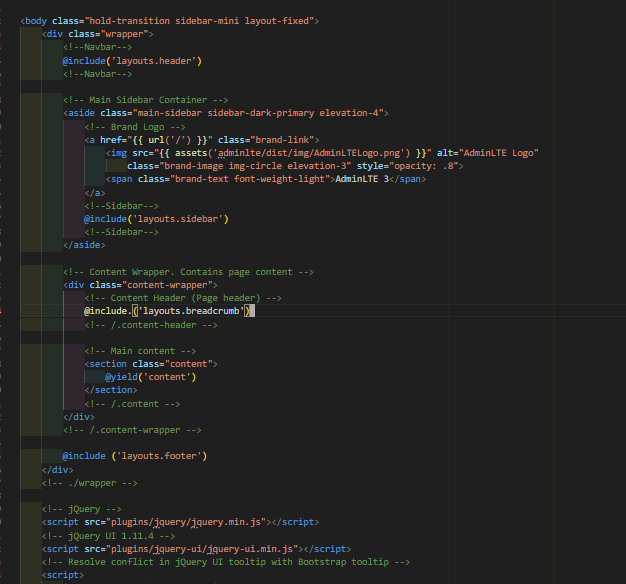 <body class="hold-transition sidebar-mini layout-fixed">
<div class="wrapper">
<!--Navbar-->
@include('layouts.header')
<!--Navbar-->
<!-- Main Sidebar Container -->
<aside class="main-sidebar sidebar-dark-primary elevation-4">
<!-- Brand Logo -->
<a href="{{ url('/') }}" class="brand-link">
<img src="{{ assets('adminlte/dist/img/AdminLTELogo.png') }}" alt="AdminLTE Logo"
class="brand-image img-circle elevation-3" style="opacity: .8">
<span class="brand-text font-weight-light">AdminLTE 3</span>
</a>
<!--Sidebar-->
@include('layouts.sidebar')
<!--Sidebar-->
</aside>
<!-- Content Wrapper. Contains page content -->
<div class="content-wrapper">
<!-- Content Header (Page header) -->
@include.('layouts.breadcrumb')
<!-- /.content-header -->
<!-- Main content -->
<section class="content">
@yield('content')
</section>
<!-- /.content -->
</div>
<!-- /.content-wrapper -->
@include ('layouts.footer')
</div>
<!-- ./wrapper -->
<!-- jQuery -->
<script src="plugins/jquery/jquery.min.js"></script>
<!-- jQuery UI 1.11.4 -->
<script src="plugins/jquery-ui/jquery-ui.min.js"></script>
<!-- Resolve conflict in jQuery UI tooltip with Bootstrap tooltip -->
<script>